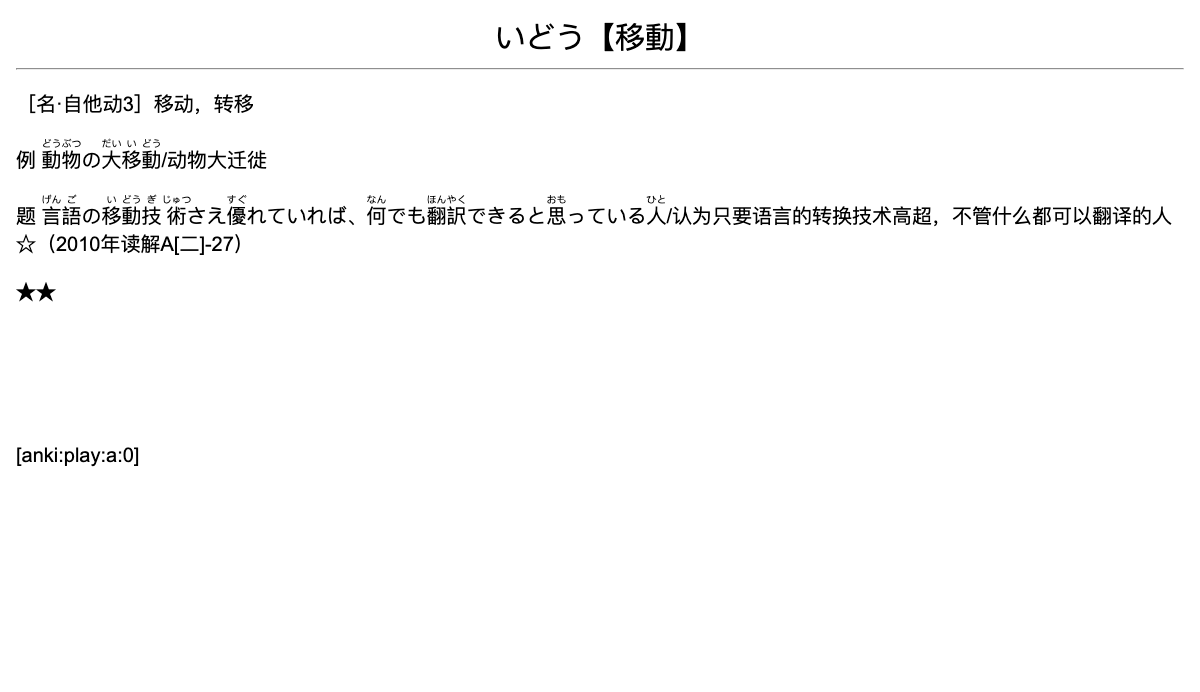 いどう【移動】
［名·自他动3］移动，转移
どうぶつ だい い どう
例 動物の大移動/动物大迁徙
げん ご い どう ぎ じゅつ すぐ なん ほんやく おも ひと
题 言語の移動技術さえ優れていれば、何でも翻訳できると思っている人/认为只要语言的转换技术高超，不管什么都可以翻译的人
☆（2010年读解A[二]-27）
★★
[anki:play:a:0]